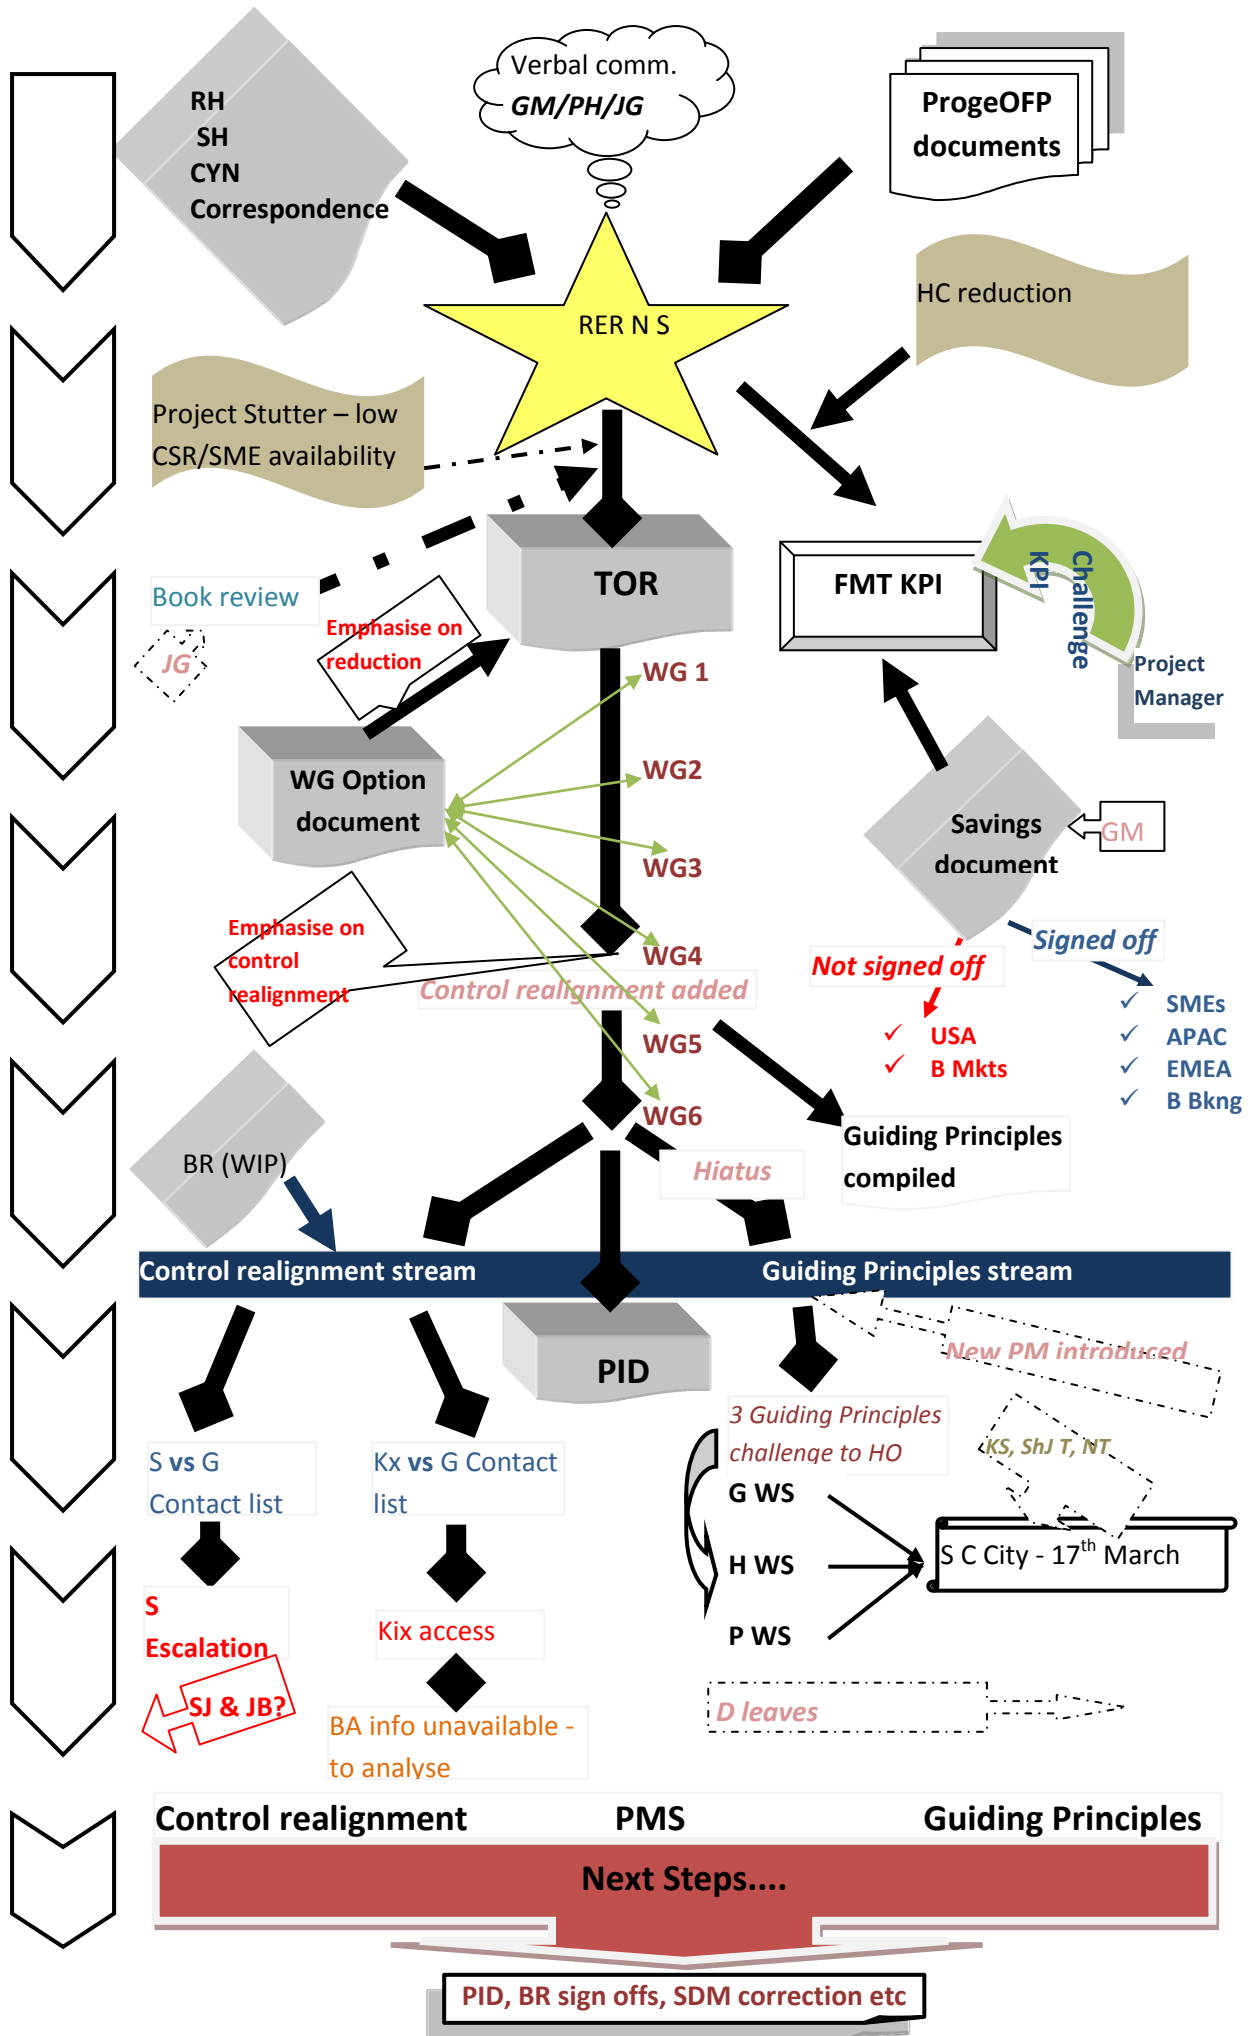 Verbal comm.
GM/PH/JG
RH
SH
CYN
Correspondence
ProgeOFP
documents
HC reduction
RER N S
Project Stutter – low
CSR/SME availability
TOR
FMT KPI
Challenge
KPI
Project
Manager
Book review
JG
Emphasise on
reduction
WG 1
WG2
WG3
WG4
WG5
WG6
WG Option
document
Savings
document
GM
Emphasise on
control
realignment
Control realignment added
Not signed off
USA
B Mkts
Signed off
SMEs
APAC
EMEA
B Bkng
Guiding Principles
compiled
BR (WIP)
Hiatus
Control realignment stream
Guiding Principles stream
PID
New PM introduced
3 Guiding Principles
challenge to HO
KS, ShJ T, NT
S vs G
Contact list
Kx vs G Contact
list
G WS
H WS
P WS
S C City - 17th March
S
Escalation
SJ & JB?
Kix access
BA info unavailable -
to analyse
D leaves
Control realignment PMS Guiding Principles
Next Steps....
PID, BR sign offs, SDM correction etc